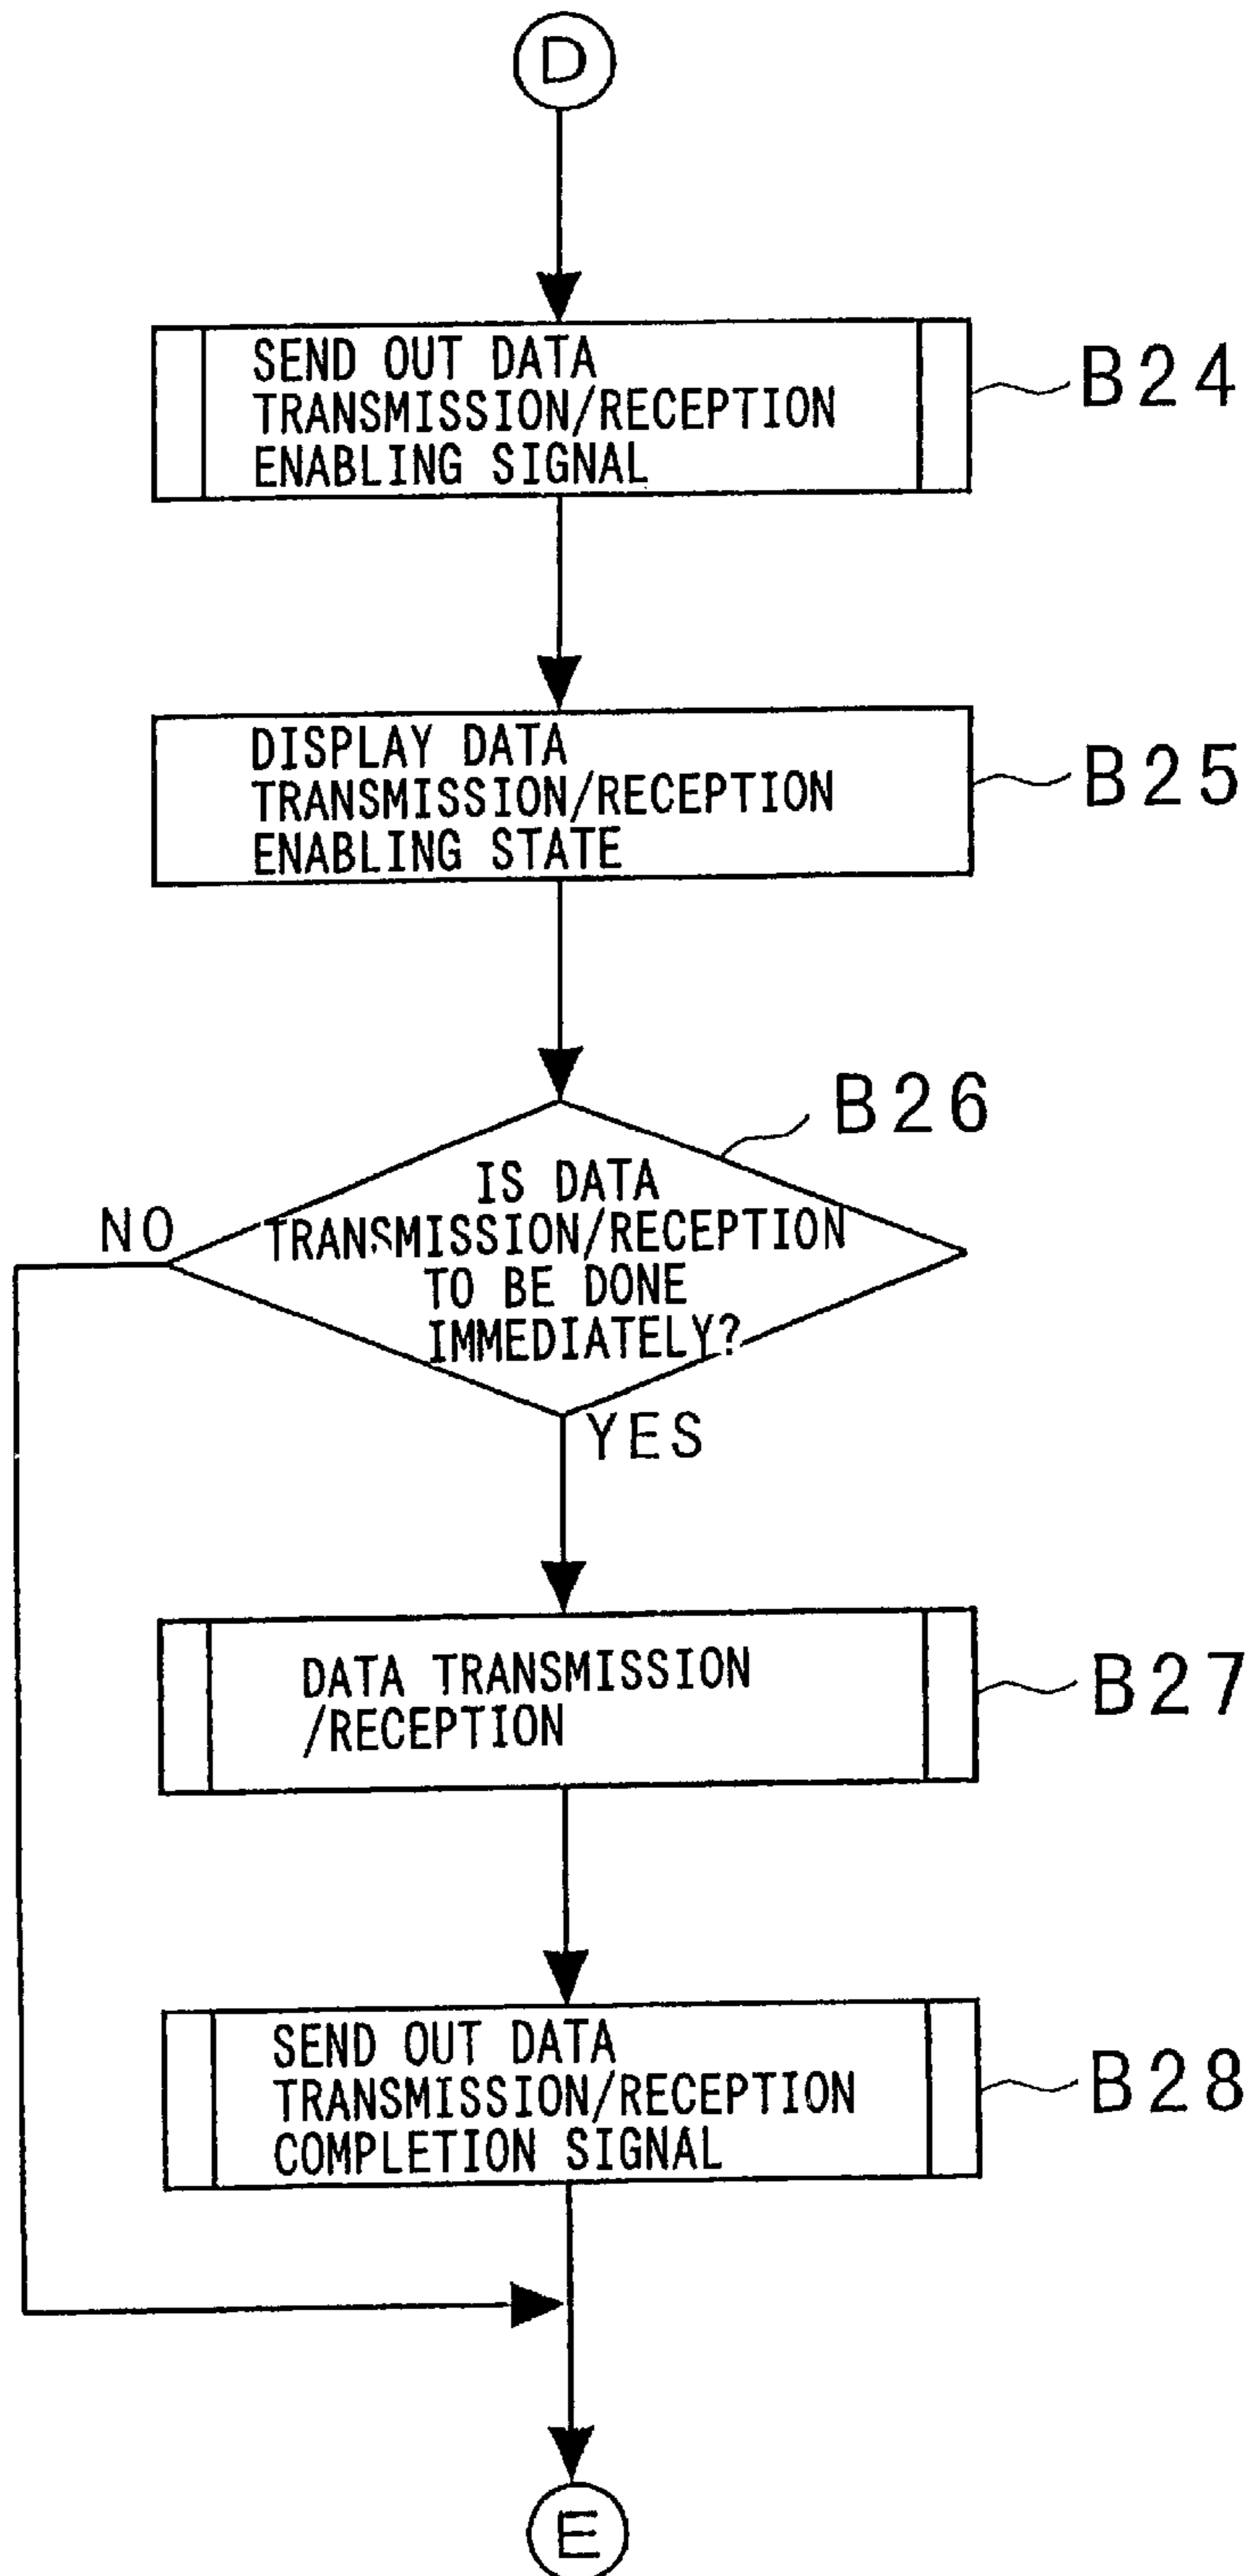 D
SEND OUT DATA
TRANSMISSION/RECEPTION
ENABLING SIGNAL
B24
DISPLAY DATA
TRANSMISSION/RECEPTION
ENABLING STATE
B25
B26
IS DATA
TRANSMISSION/RECEPTION
TO BE DONE
IMMEDIATELY?
NO
YES
DATA TRANSMISSION
/RECEPTION
B27
SEND OUT DATA
TRANSMISSION/RECEPTION
COMPLETION SIGNAL
B28
E